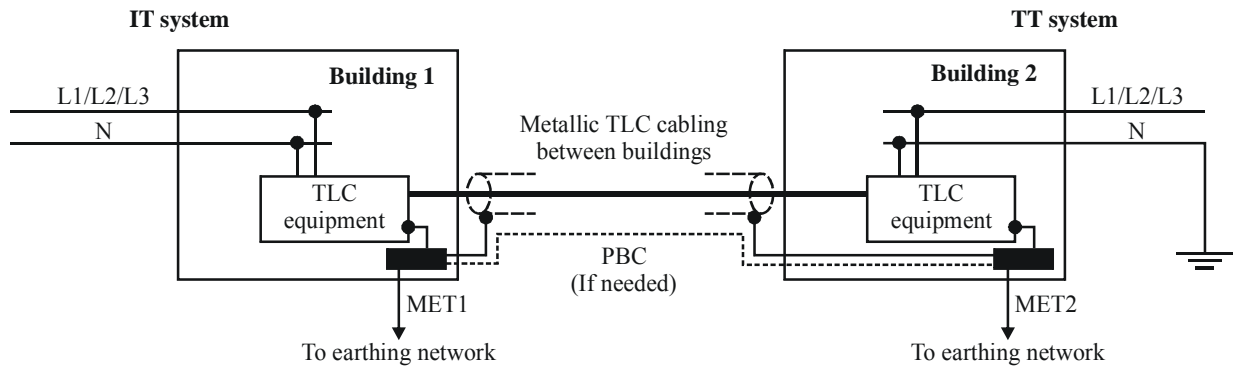 IT system
TT system
Building 1
Building 2
L1/L2/L3
L1/L2/L3
N
N
Metallic TLC cabling
between buildings
TLC
equipment
TLC
equipment
PBC
(If needed)
MET1
MET2
To earthing network
To earthing network